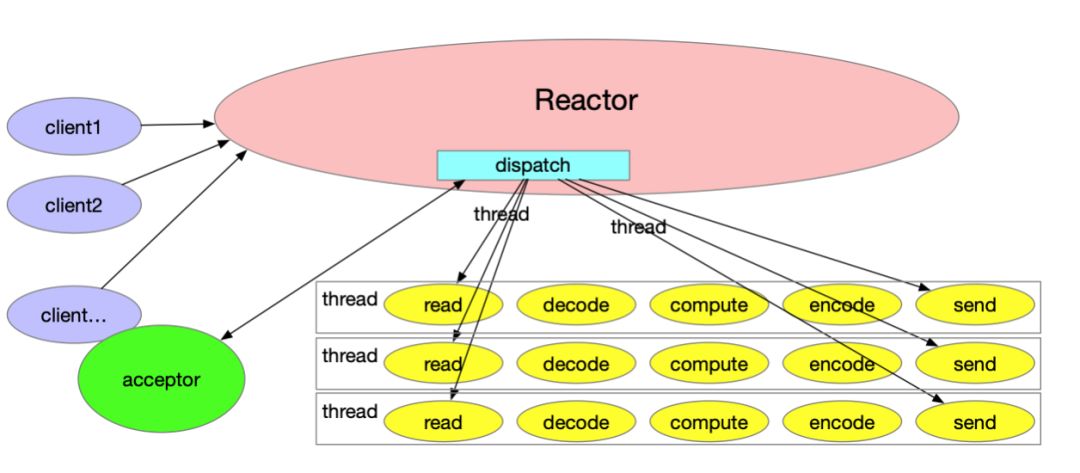 Reactor
client1
dispatch
client2
thread
thread
thread read decode compute encode send
client...
thread read decode compute encode send
acceptor
thread read decode compute encode send